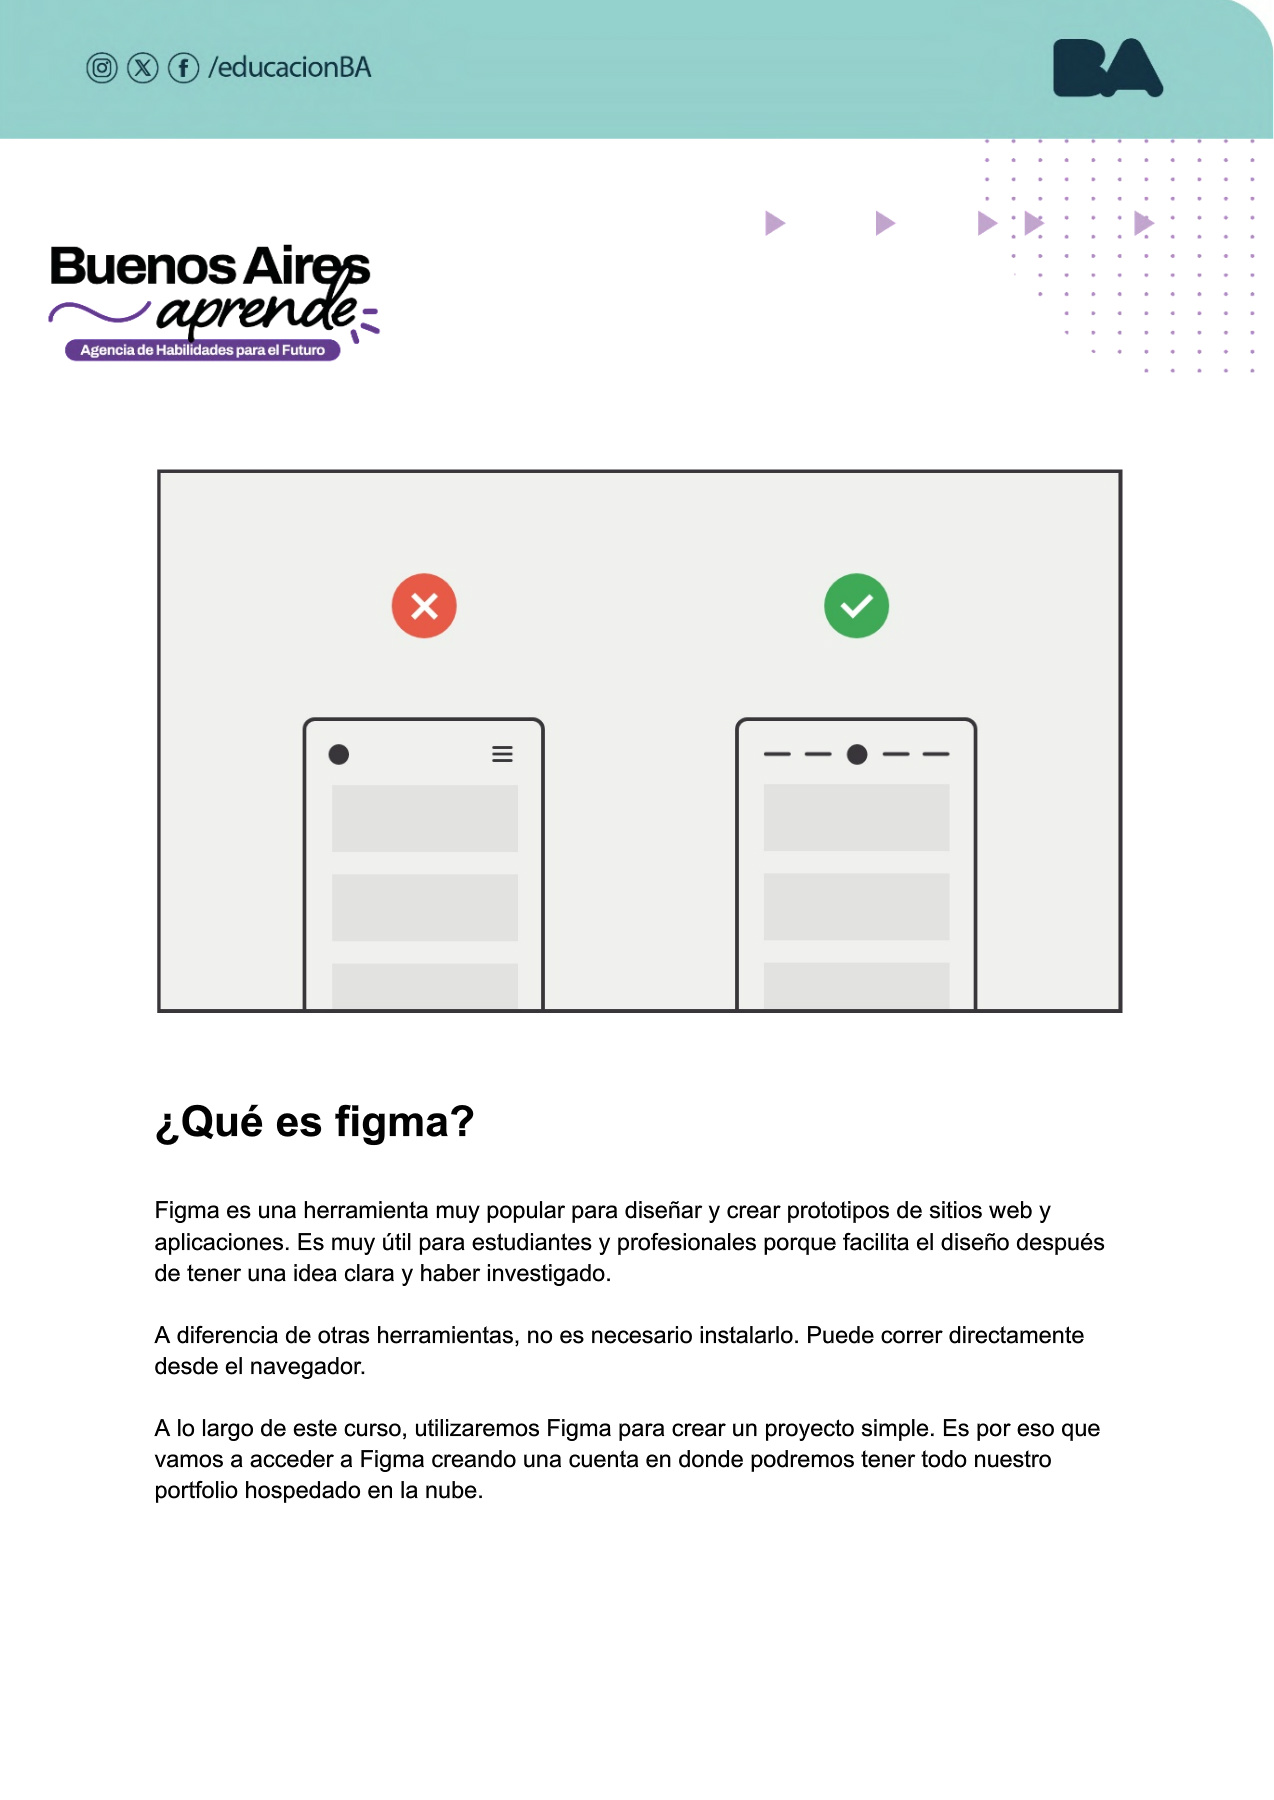 /educacionBA
BA
Buenos Aires
aprende
Agencia de Habilidades para el Futuro
¿Qué es figma?
Figma es una herramienta muy popular para diseñar y crear prototipos de sitios web y
aplicaciones. Es muy útil para estudiantes y profesionales porque facilita el diseño después
de tener una idea clara y haber investigado.
A diferencia de otras herramientas, no es necesario instalarlo. Puede correr directamente
desde el navegador.
A lo largo de este curso, utilizaremos Figma para crear un proyecto simple. Es por eso que
vamos a acceder a Figma creando una cuenta en donde podremos tener todo nuestro
portfolio hospedado en la nube.